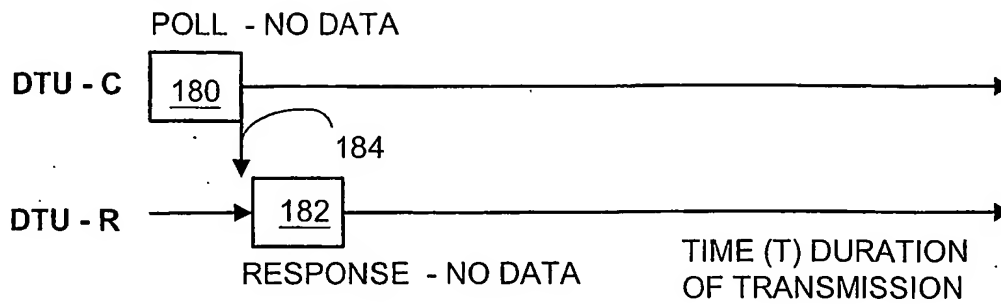 POLL - NO DATA
DTU - C
180
184
DTU - R
182
RESPONSE - NO DATA
TIME (T) DURATION
OF TRANSMISSION